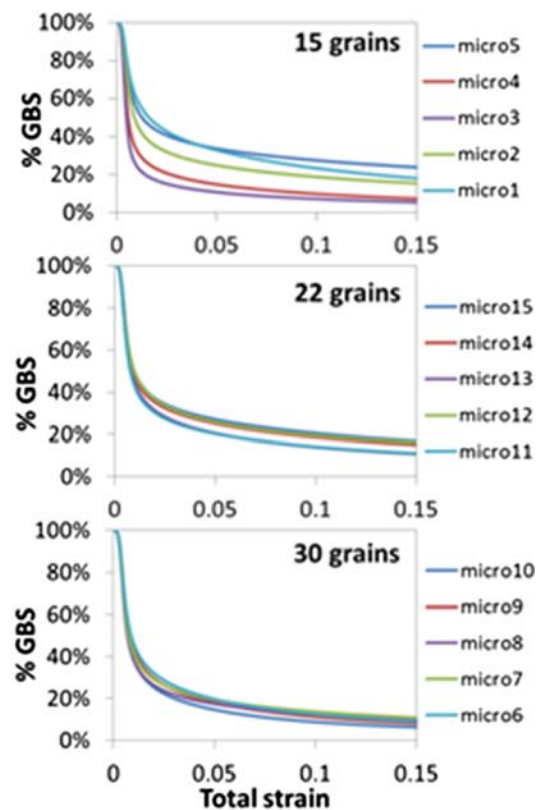 100%
80%
60%
40%
20%
0%
% GBS
15 grains
micro5
micro4
micro3
micro2
micro1
0 0.05 0.1 0.15
100%
80%
60%
40%
20%
0%
% GBS
22 grains
micro15
micro14
micro13
micro12
micro11
0 0.05 0.1 0.15
100%
80%
60%
40%
20%
0%
% GBS
30 grains
micro10
micro9
micro8
micro7
micro6
0 0.05 0.1 0.15
Total strain